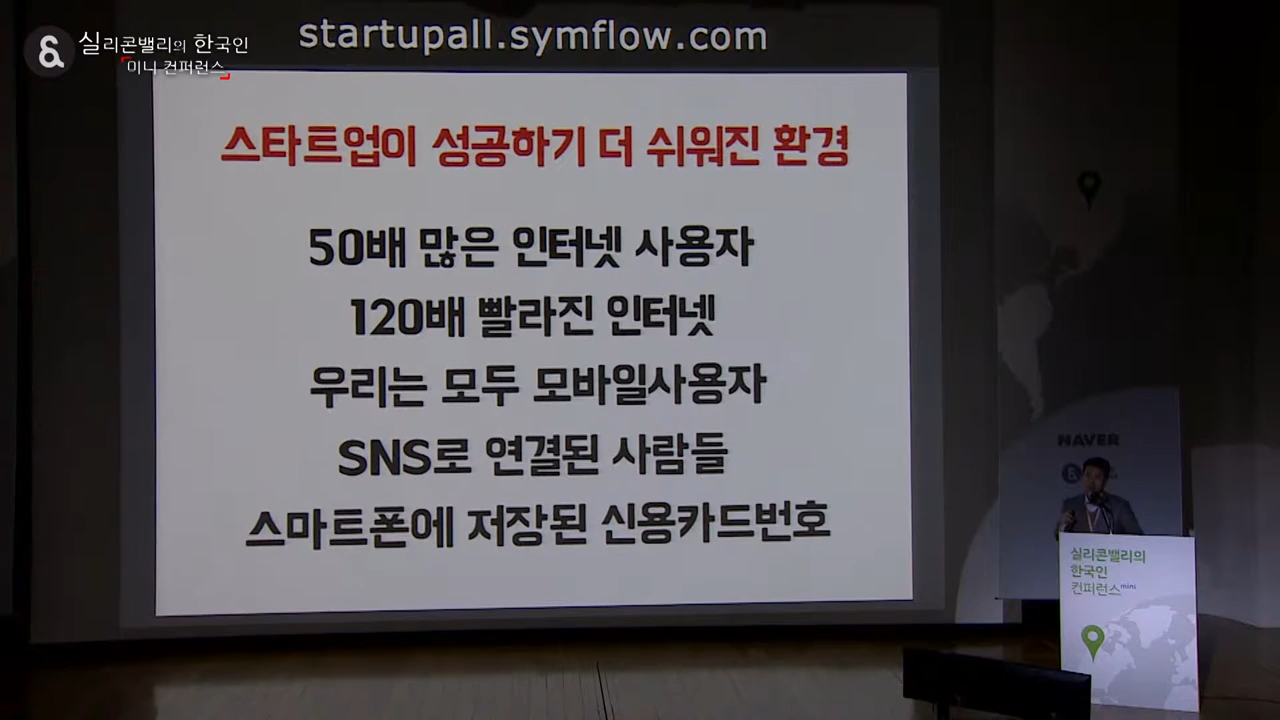 startupall.symflow.com
실리콘밸리의 한국인
미니 컨퍼런스
스타트업이 성공하기 더 쉬워진 환경
50배 많은 인터넷 사용자
120배 빨라진 인터넷
우리는 모두 모바일사용자
SNS로 연결된 사람들
스마트폰에 저장된 신용카드번호
NAVER
실리콘밸리의
한국인
컨퍼런스mini